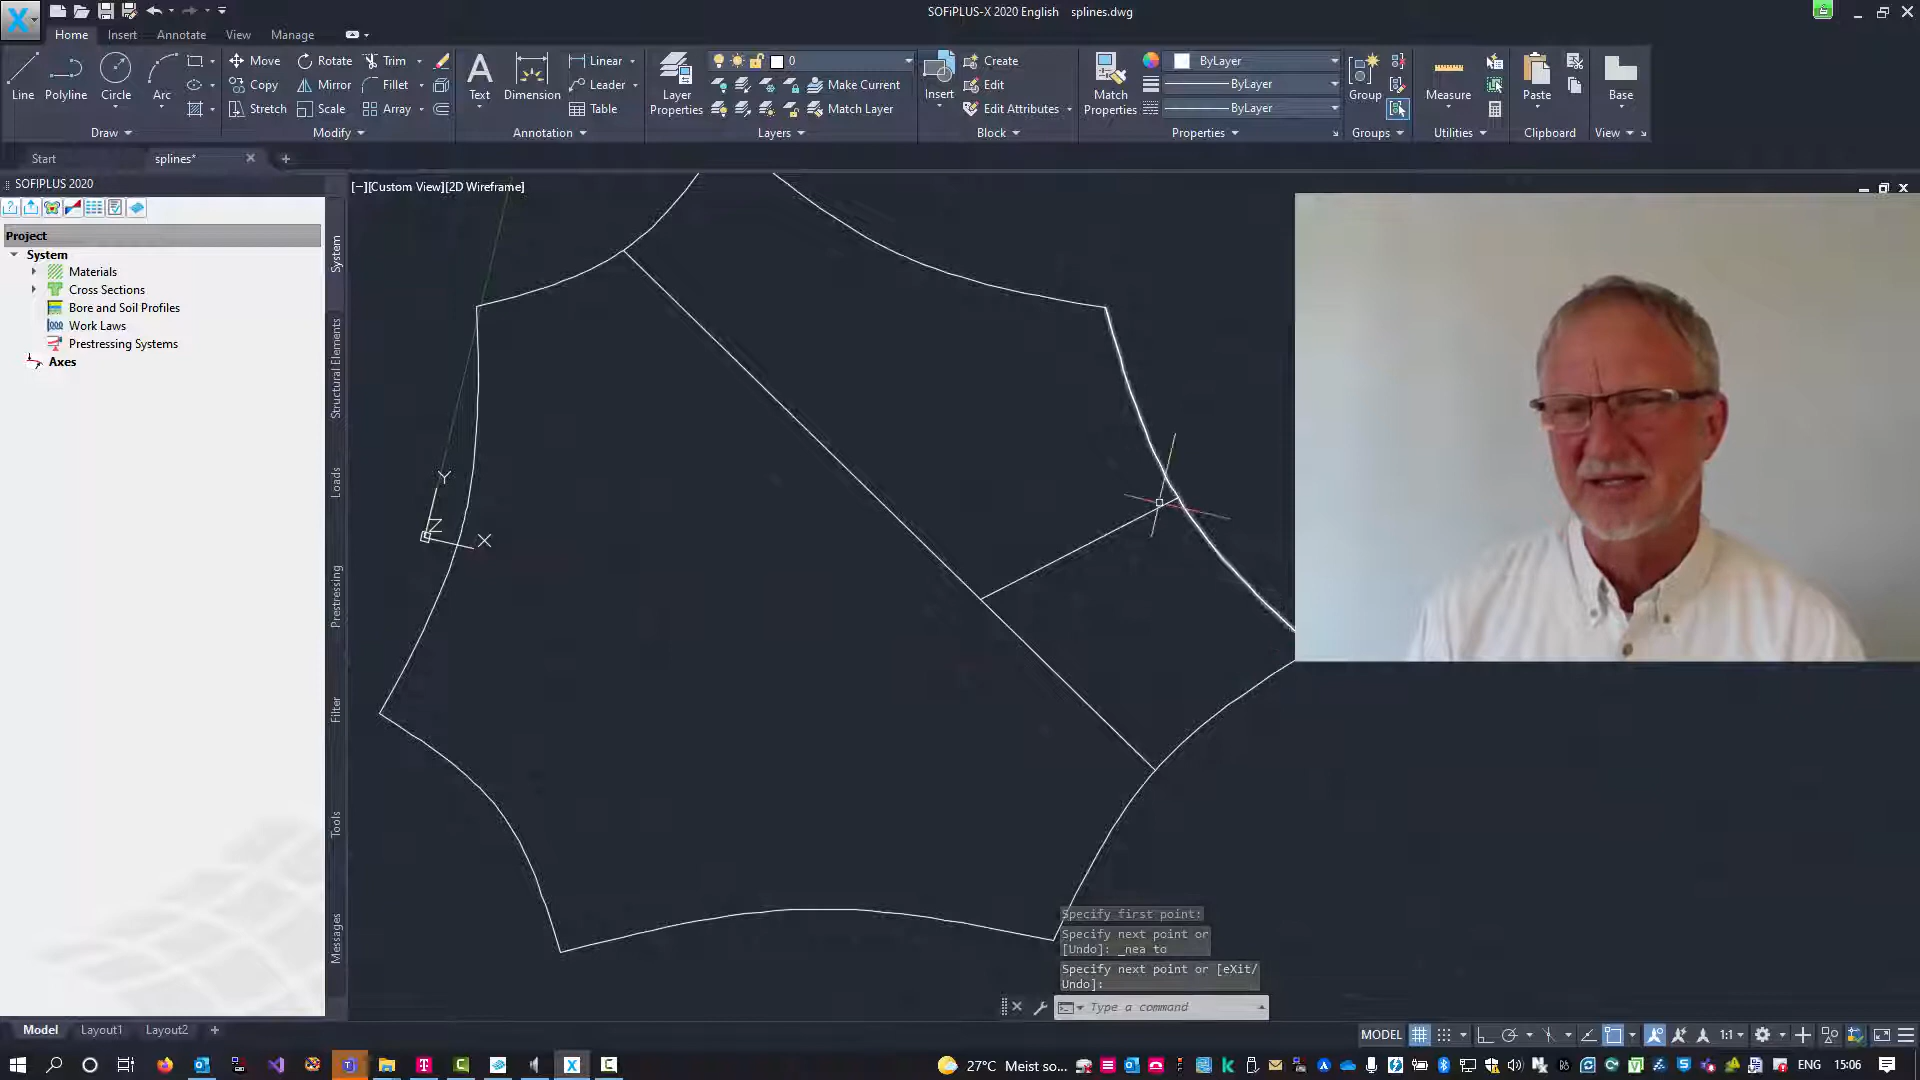 SOFiPLUS-X 2020 English splines.dwg
Home Insert Annotate View Manage
Line Polyline Circle Arc
Move Rotate Trim
Copy Mirror Fillet
Stretch Scale Array
Text Dimension
Linear
Leader
Table
Layer Properties
0
Make Current
Match Layer
Insert
Create
Edit
Edit Attributes
Match Properties
ByLayer
ByLayer
ByLayer
Group
Measure
Paste
Base
Draw Modify Annotation Layers Block Properties Groups Utilities Clipboard View
Start splines*
SOFIPLUS 2020
[−][Custom View][2D Wireframe]
Project
System
Materials
Cross Sections
Bore and Soil Profiles
Work Laws
Prestressing Systems
Axes
System
Structural Elements
Loads
Prestressing
Filter
Tools
Messages
Y
Z
X
Specify first point:
Specify next point or
[Undo]: _nea to
Specify next point or [eXit/
Undo]:
Type a command
Model Layout1 Layout2
MODEL 1:1
27°C Meist so... ENG 15:06